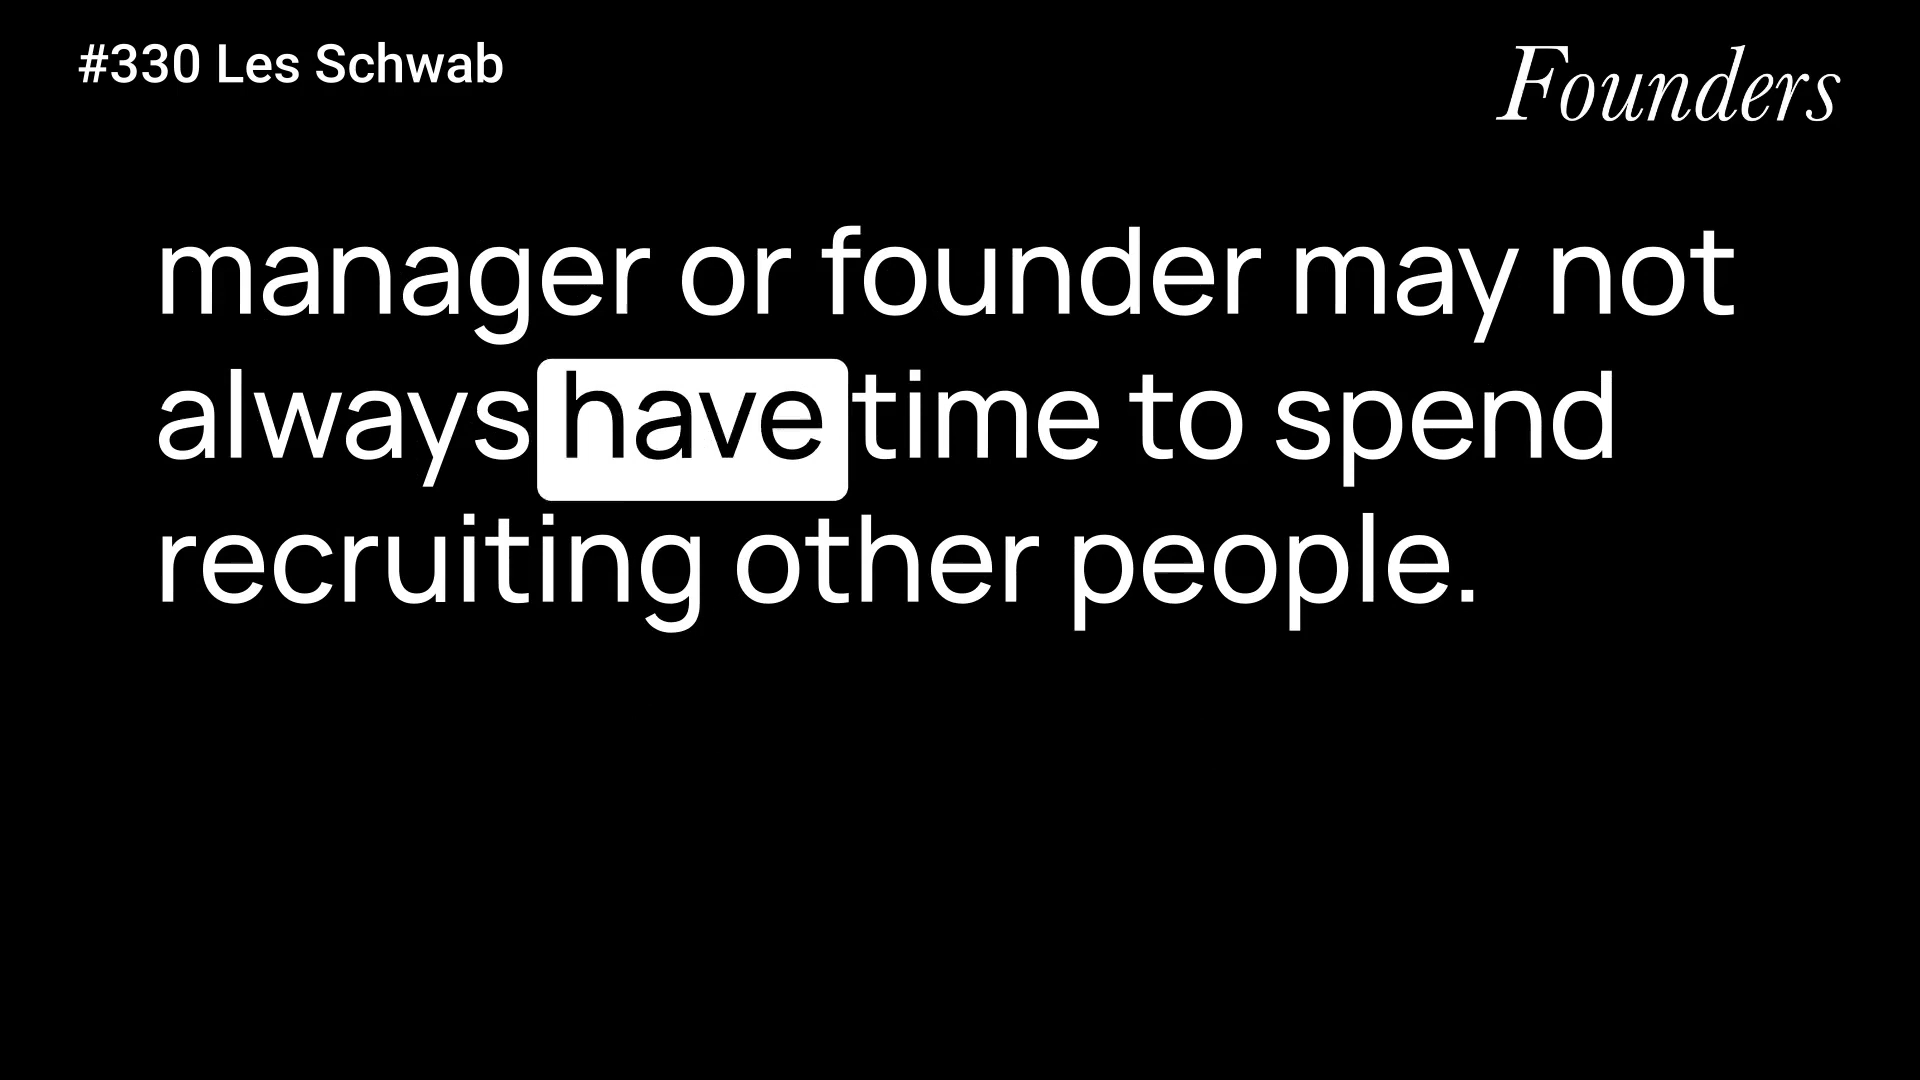 #330 Les Schwab
Founders
manager or founder may not
always have time to spend
recruiting other people.